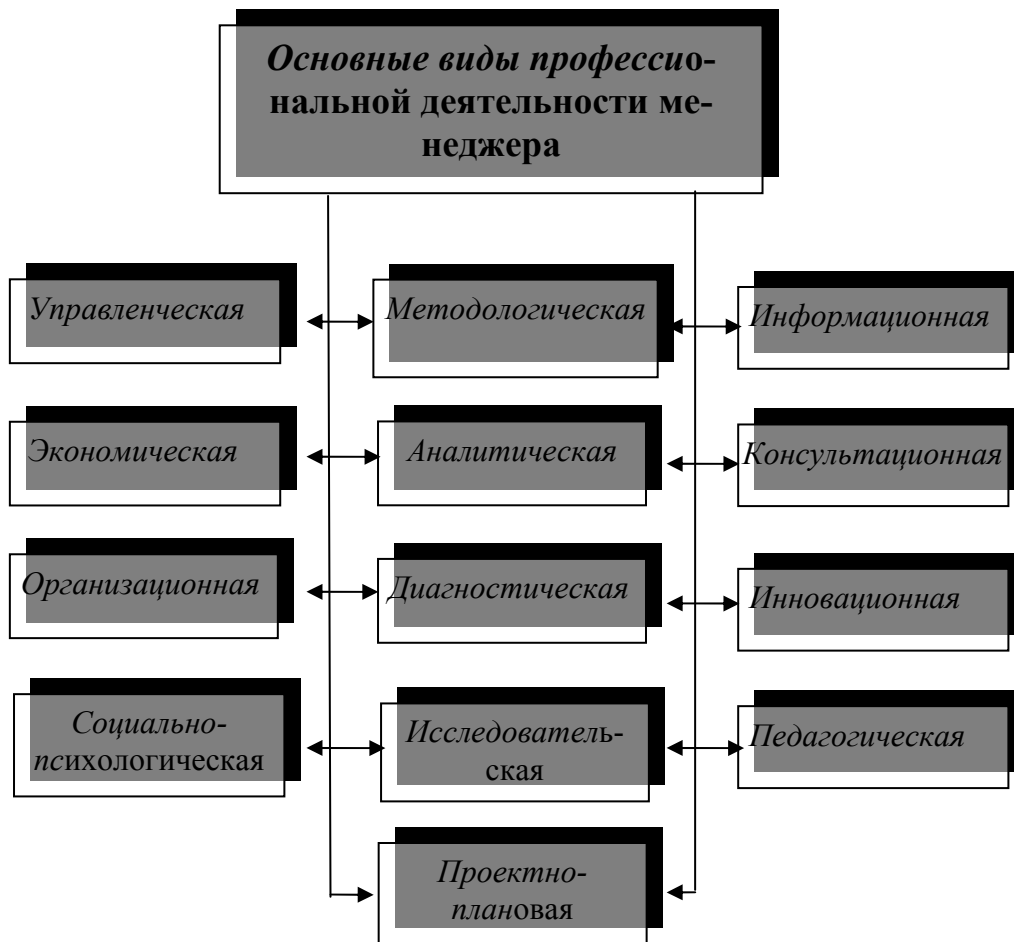 Основные виды профессио-
нальной деятельности ме-
неджера
Управленческая
Методологическая
Информационная
Экономическая
Аналитическая
Консультационная
Организационная
Диагностическая
Инновационная
Социально-
психологическая
Исследователь-
ская
Педагогическая
Проектно-
плановая